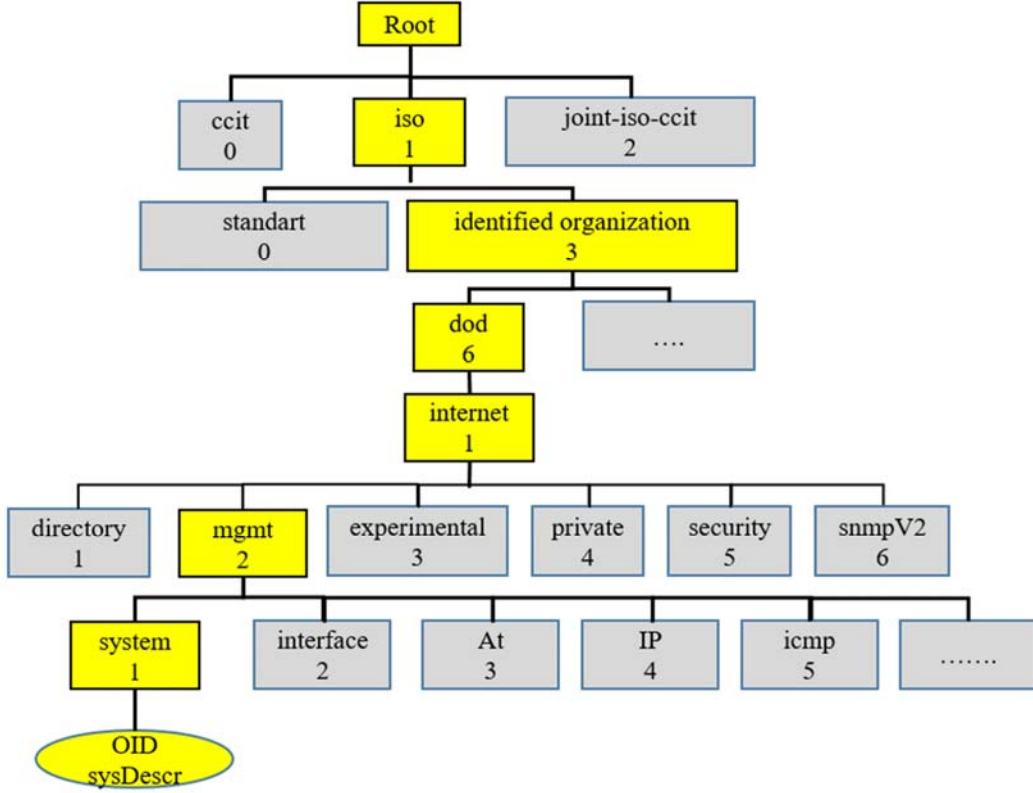 Root
ccit
0
iso
1
joint-iso-ccit
2
standart
0
identified organization
3
dod
6
….
internet
1
directory
1
mgmt
2
experimental
3
private
4
security
5
snmpV2
6
system
1
interface
2
At
3
IP
4
icmp
5
…….
OID
sysDescr